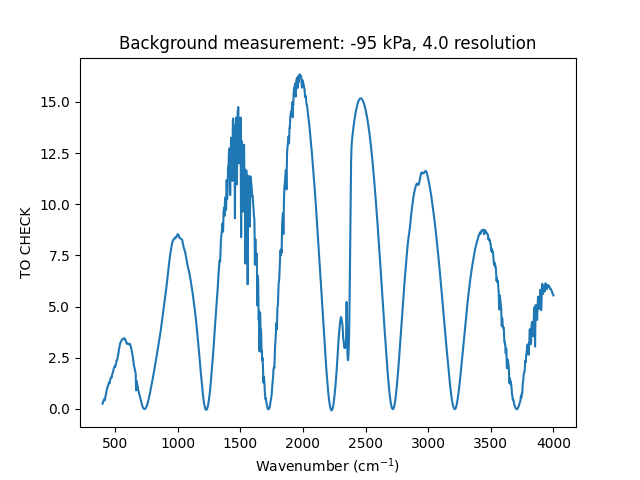 Background measurement: -95 kPa, 4.0 resolution
TO CHECK
15.0
12.5
10.0
7.5
5.0
2.5
0.0
500 1000 1500 2000 2500 3000 3500 4000
Wavenumber (cm⁻¹)